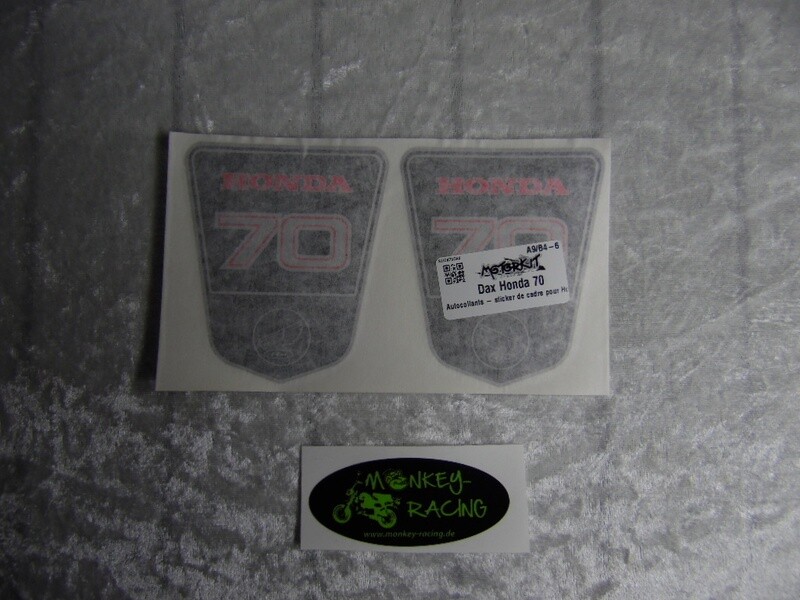 HONDA
70
HONDA
70
A9/B4-6
MOTORKIT
Dax Honda 70
Autocollants - sticker de cadre pour Ho
MONKEY-
RACING
www.monkey-racing.de